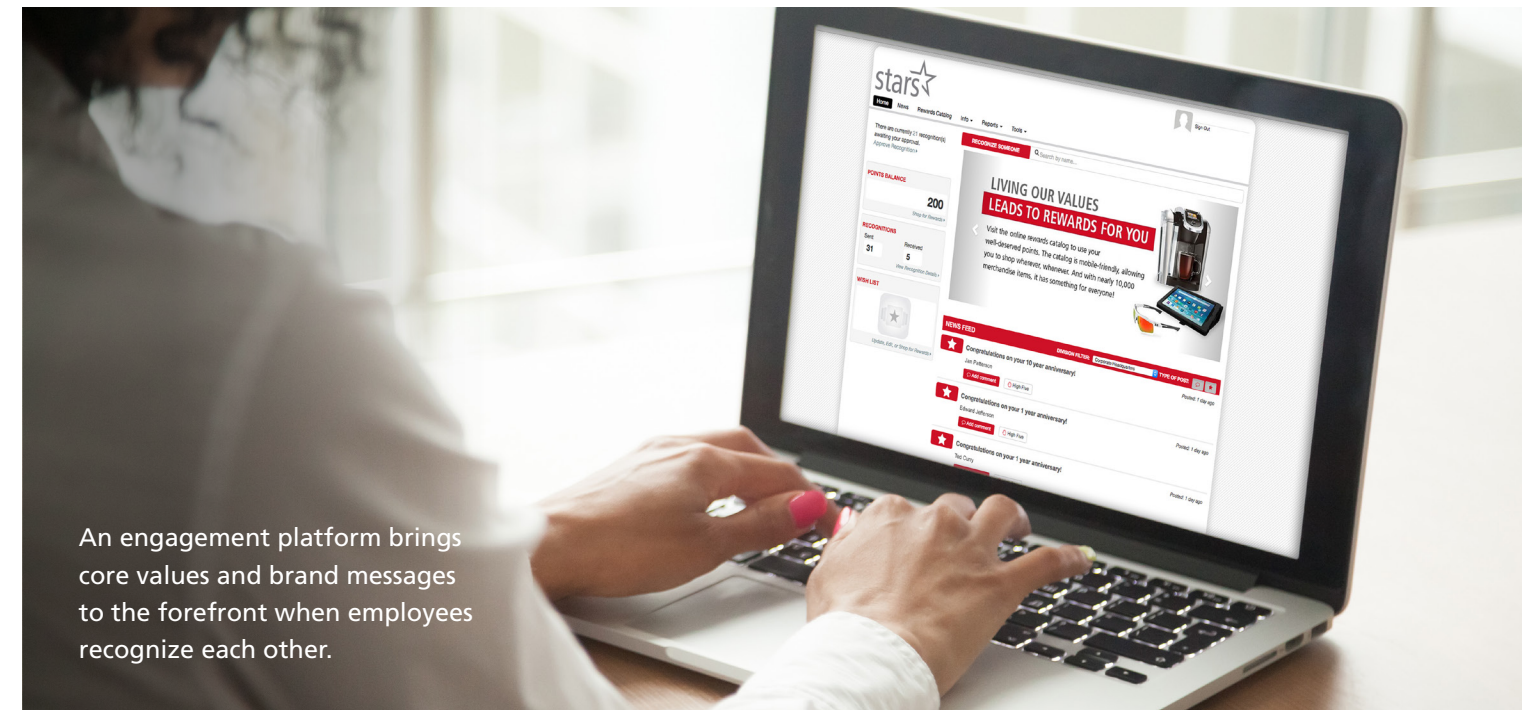 stars
Home News Rewards Catalog Info Reports Tools
Sign Out
There are currently 21 recognition(s)
awaiting your approval.
Approve Recognition
RECOGNIZE SOMEONE
Search by name...
POINTS BALANCE
200
Shop for Rewards
RECOGNITIONS
Sent Received
31 5
View Recognition Details
WISH LIST
Update, Edit, or Shop for Rewards
LIVING OUR VALUES
LEADS TO REWARDS FOR YOU
Visit the online rewards catalog to use your
well-deserved points. The catalog is mobile-friendly, allowing
you to shop wherever, whenever. And with nearly 10,000
merchandise items, it has something for everyone!
NEWS FEED DIVISION FILTER: Corporate Headquarters TYPE OF POST:
Congratulations on your 10 year anniversary!
Jan Patterson
Posted: 1 day ago
Add comment High Five
Congratulations on your 1 year anniversary!
Edward Jefferson
Posted: 1 day ago
Add comment High Five
Congratulations on your 1 year anniversary!
Ted Curry
Posted: 1 day ago
An engagement platform brings
core values and brand messages
to the forefront when employees
recognize each other.